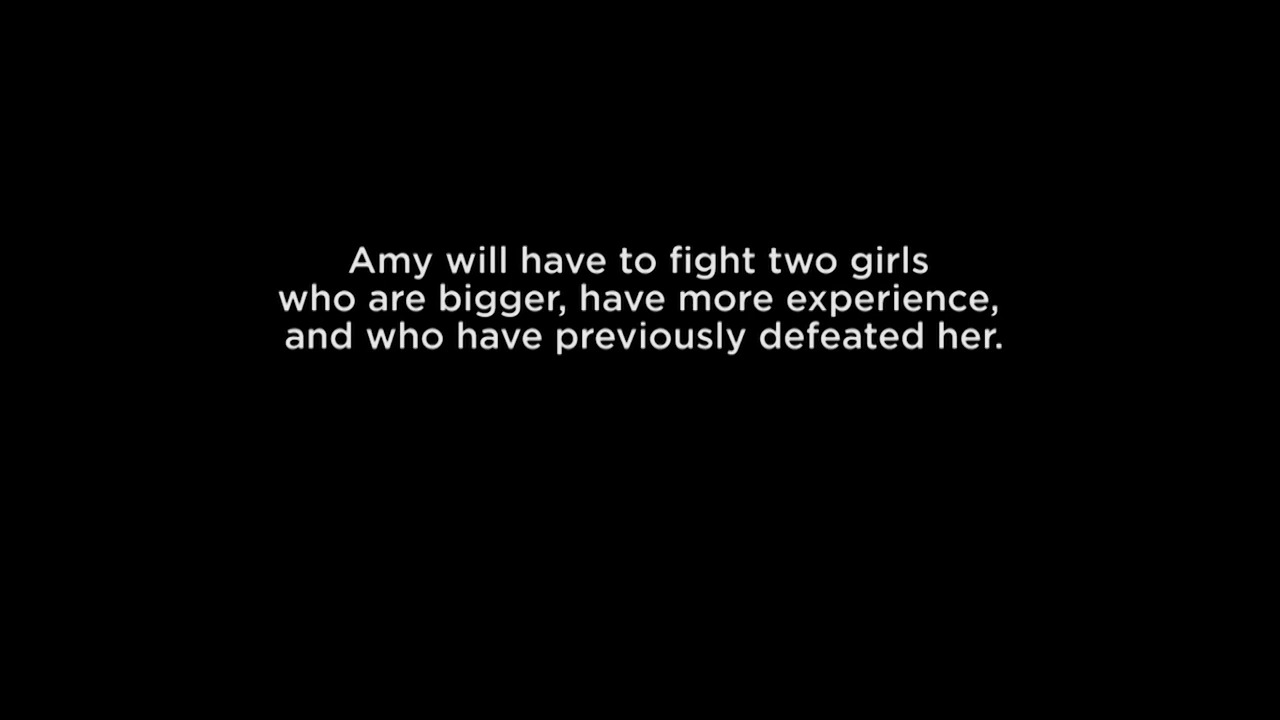 Amy will have to fight two girls
who are bigger, have more experience,
and who have previously defeated her.